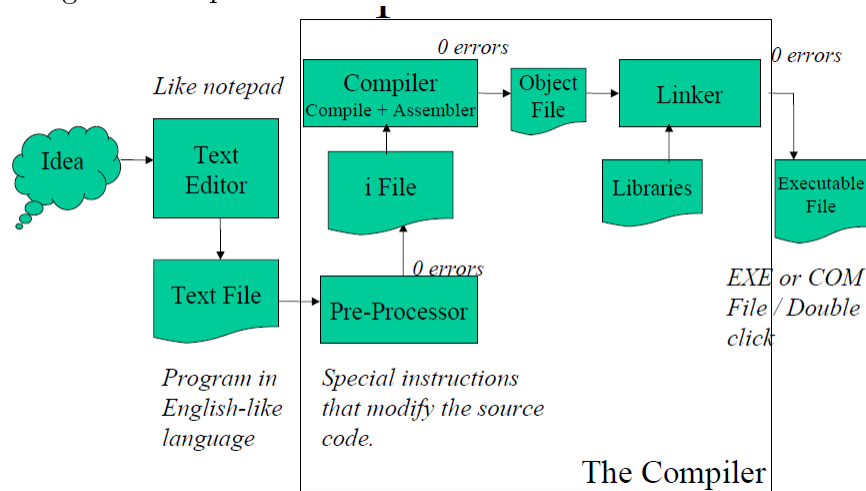 0 errors
0 errors
Like notepad
Compiler
Compile + Assembler
Object
File
Linker
Idea
Text
Editor
i File
Libraries
Executable
File
0 errors
Text File
Pre-Processor
EXE or COM
File / Double
click
Program in
English-like
language
Special instructions
that modify the source
code.
The Compiler